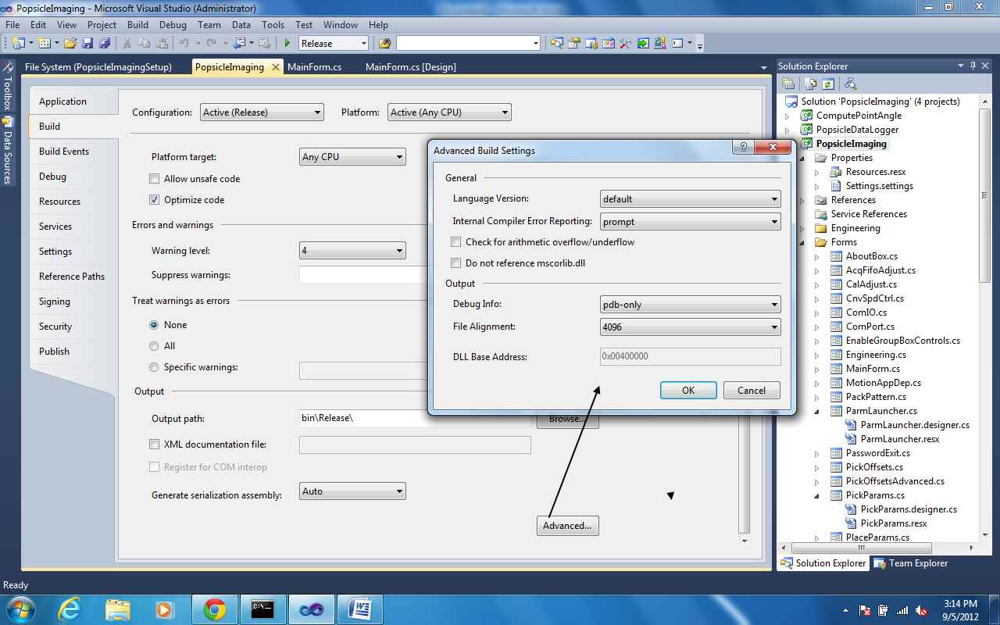 PopsicleImaging - Microsoft Visual Studio (Administrator)
File Edit View Project Build Debug Team Data Tools Test Window Help
Release
File System (PopsicleImagingSetup) PopsicleImaging MainForm.cs MainForm.cs [Design]
Toolbox
Data Sources
Application
Build
Build Events
Debug
Resources
Services
Settings
Reference Paths
Signing
Security
Publish
Configuration: Active (Release) Platform: Active (Any CPU)
Platform target: Any CPU
Allow unsafe code
Optimize code
Errors and warnings
Warning level: 4
Suppress warnings:
Treat warnings as errors
None
All
Specific warnings:
Output
Output path: bin\Release\ Browse...
XML documentation file:
Register for COM interop
Generate serialization assembly: Auto
Advanced...
Advanced Build Settings
General
Language Version: default
Internal Compiler Error Reporting: prompt
Check for arithmetic overflow/underflow
Do not reference mscorlib.dll
Output
Debug Info: pdb-only
File Alignment: 4096
DLL Base Address: 0x00400000
OK Cancel
Solution Explorer
Solution 'PopsicleImaging' (4 projects)
ComputePointAngle
PopsicleDataLogger
PopsicleImaging
Properties
Resources.resx
Settings.settings
References
Service References
Engineering
Forms
AboutBox.cs
AcqFifoAdjust.cs
CalAdjust.cs
CnvSpdCtrl.cs
ComIO.cs
ComPort.cs
EnableGroupBoxControls.cs
Engineering.cs
MainForm.cs
MotionAppDep.cs
PackPattern.cs
ParmLauncher.cs
ParmLauncher.designer.cs
ParmLauncher.resx
PasswordExit.cs
PickOffsets.cs
PickOffsetsAdvanced.cs
PickParams.cs
PickParams.designer.cs
PickParams.resx
PlaceParams.cs
Solution Explorer Team Explorer
Ready
3:14 PM
9/5/2012